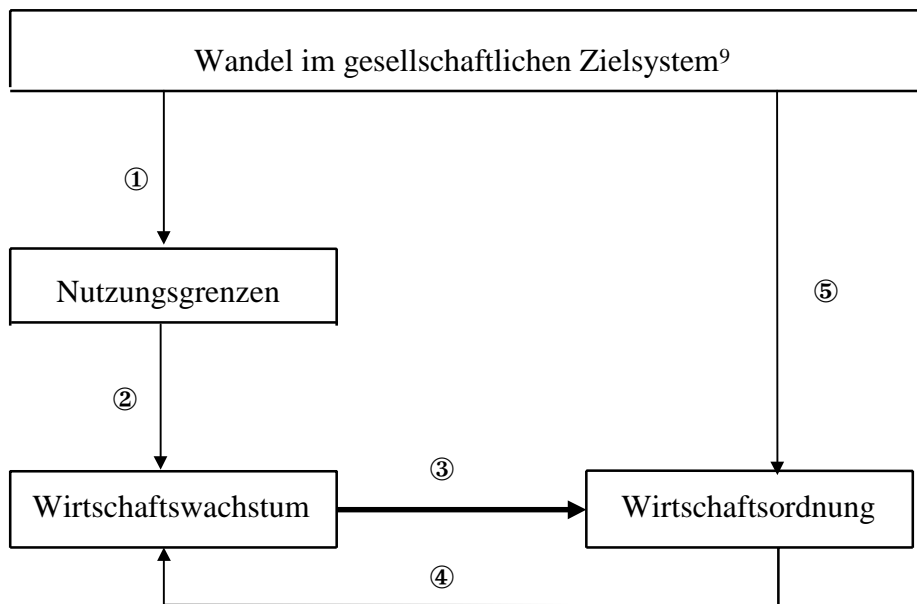 Wandel im gesellschaftlichen Zielsystem⁹
①
Nutzungsgrenzen
⑤
②
③
Wirtschaftswachstum
Wirtschaftsordnung
④